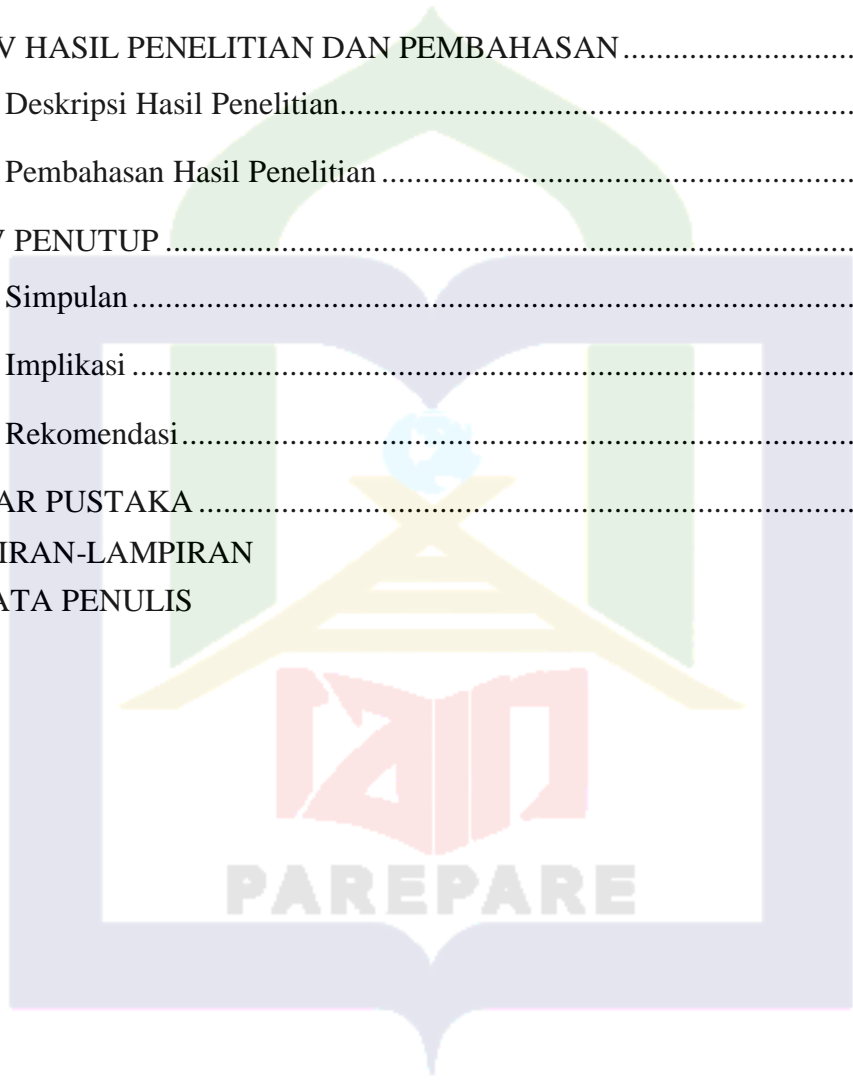 V HASIL PENELITIAN DAN PEMBAHASAN ........................
Deskripsi Hasil Penelitian........................
Pembahasan Hasil Penelitian ........................
V PENUTUP ........................
Simpulan ........................
Implikasi ........................
Rekomendasi........................
AR PUSTAKA ........................
IRAN-LAMPIRAN
ATA PENULIS
iain
PAREPARE